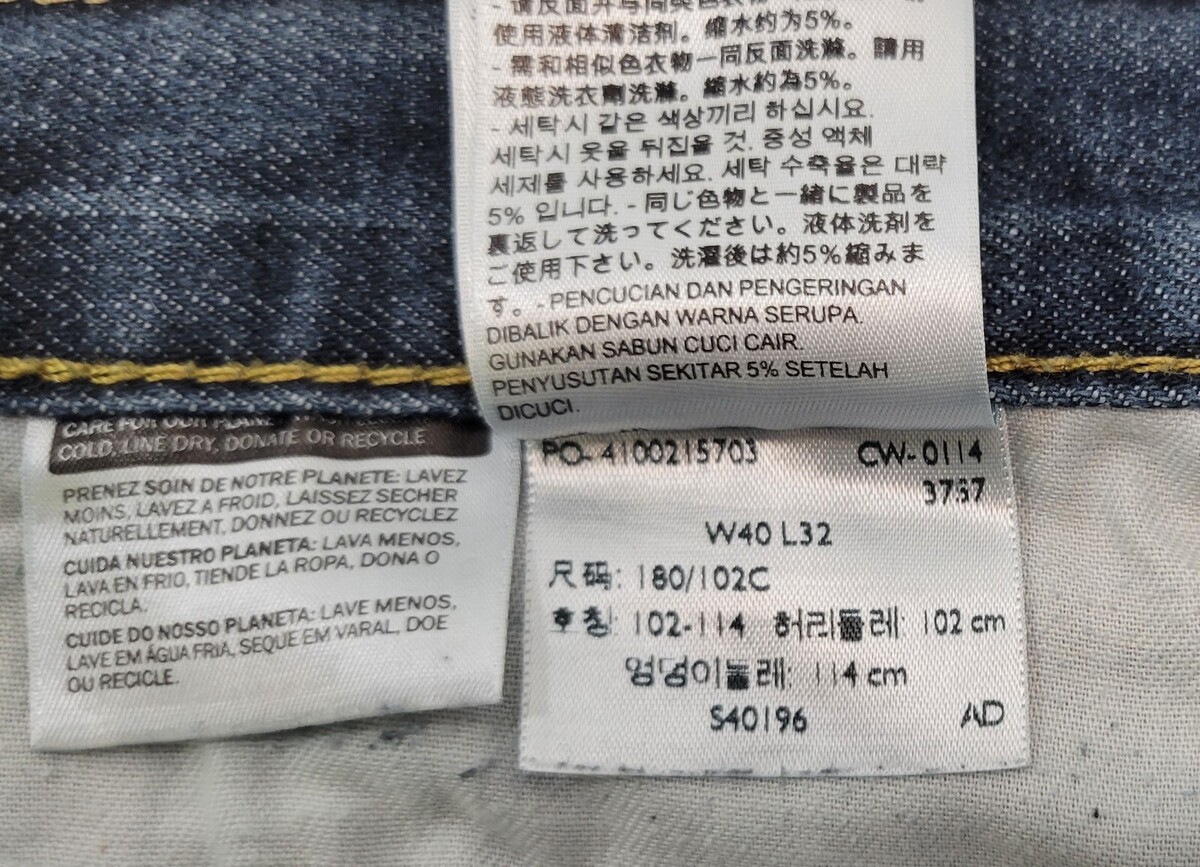 使用液体清洁剂。缩水约为5%。
- 需和相似色衣物一同反面洗滌。請用
液態洗衣劑洗滌。縮水約為5%。
- 세탁시 같은 색상끼리 하십시요.
세탁시 옷을 뒤집을 것. 중성 액체
세제를 사용하세요. 세탁 수축율은 대략
5% 입니다. - 同じ色物と一緒に製品を
裏返して洗ってください。液体洗剤を
ご使用下さい。洗濯後は約5%縮みま
す。- PENCUCIAN DAN PENGERINGAN
DIBALIK DENGAN WARNA SERUPA.
GUNAKAN SABUN CUCI CAIR.
PENYUSUTAN SEKITAR 5% SETELAH
DICUCI.
CARE FOR OUR PLANET
COLD, LINE DRY, DONATE OR RECYCLE
PRENEZ SOIN DE NOTRE PLANETE: LAVEZ
MOINS, LAVEZ A FROID, LAISSEZ SECHER
NATURELLEMENT, DONNEZ OU RECYCLEZ
CUIDA NUESTRO PLANETA: LAVA MENOS,
LAVA EN FRIO, TIENDE LA ROPA, DONA O
RECICLA.
CUIDE DO NOSSO PLANETA: LAVE MENOS,
LAVE EM ÁGUA FRIA, SEQUE EM VARAL, DOE
OU RECICLE.
PO- 4100215703 CW- 0114
3767
W40 L32
尺码: 180/102C
호칭: 102-114 허리둘레: 102 cm
엉덩이둘레: 114 cm
S40196 AD